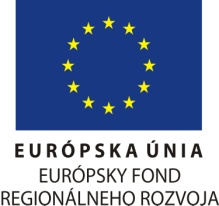 EURÓPSKA ÚNIA
EURÓPSKY FOND
REGIONÁLNEHO ROZVOJA